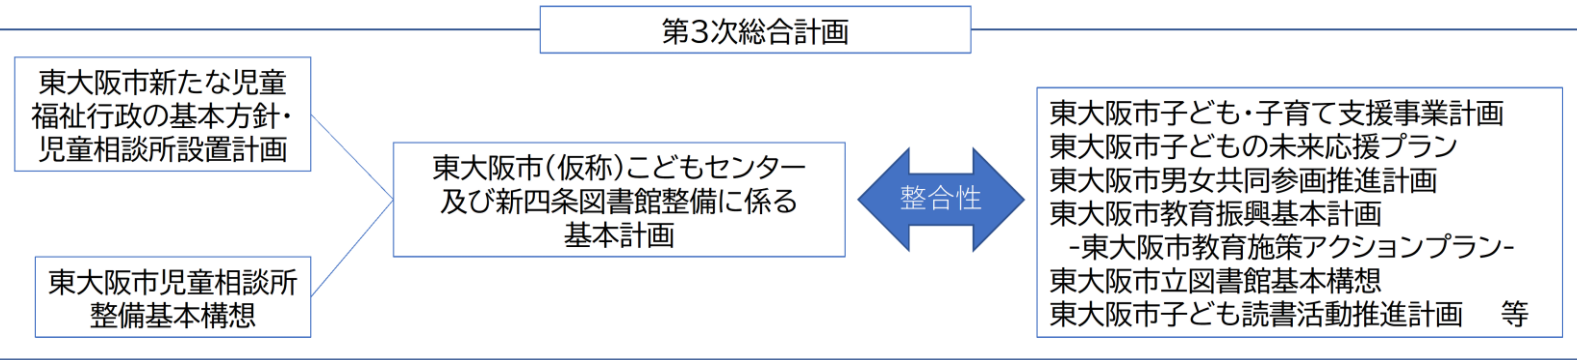 第3次総合計画
東大阪市新たな児童
福祉行政の基本方針・
児童相談所設置計画
東大阪市児童相談所
整備基本構想
東大阪市(仮称)こどもセンター
及び新四条図書館整備に係る
基本計画
整合性
東大阪市子ども・子育て支援事業計画
東大阪市子どもの未来応援プラン
東大阪市男女共同参画推進計画
東大阪市教育振興基本計画
-東大阪市教育施策アクションプラン-
東大阪市立図書館基本構想
東大阪市子ども読書活動推進計画 等